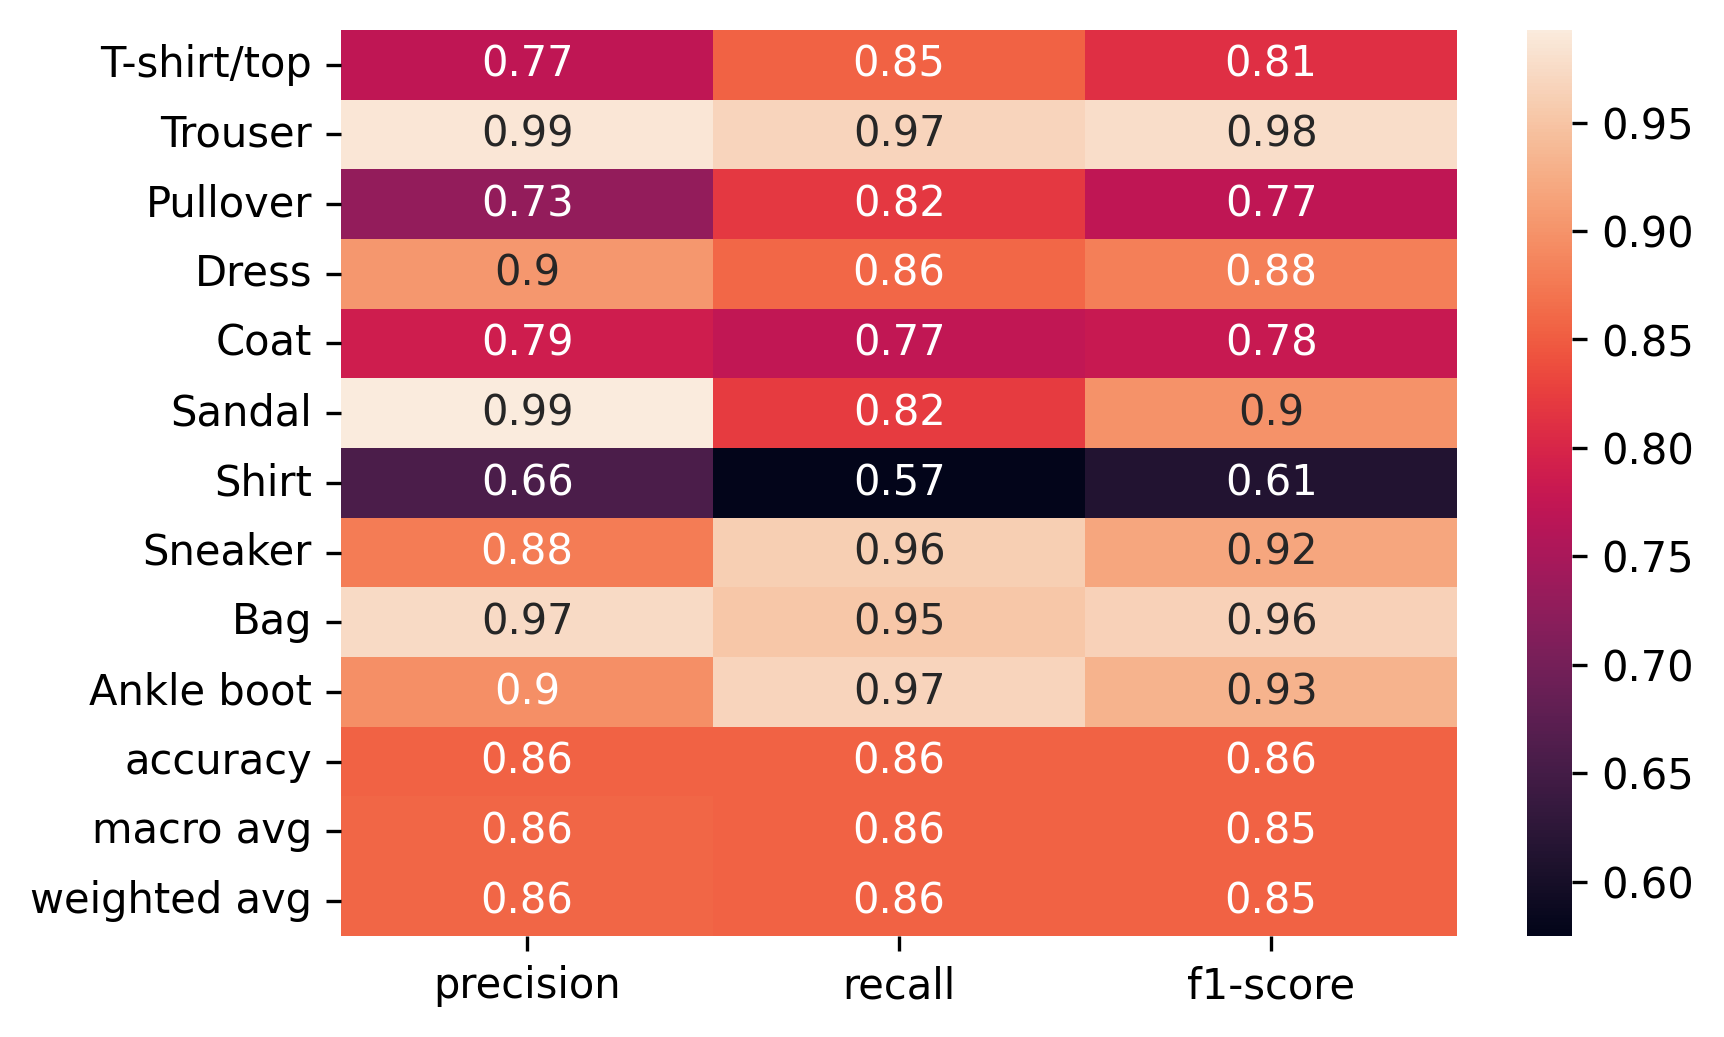 T-shirt/top 0.77 0.85 0.81
Trouser 0.99 0.97 0.98
Pullover 0.73 0.82 0.77
Dress 0.9 0.86 0.88
Coat 0.79 0.77 0.78
Sandal 0.99 0.82 0.9
Shirt 0.66 0.57 0.61
Sneaker 0.88 0.96 0.92
Bag 0.97 0.95 0.96
Ankle boot 0.9 0.97 0.93
accuracy 0.86 0.86 0.86
macro avg 0.86 0.86 0.85
weighted avg 0.86 0.86 0.85
precision recall f1-score
0.95
0.90
0.85
0.80
0.75
0.70
0.65
0.60